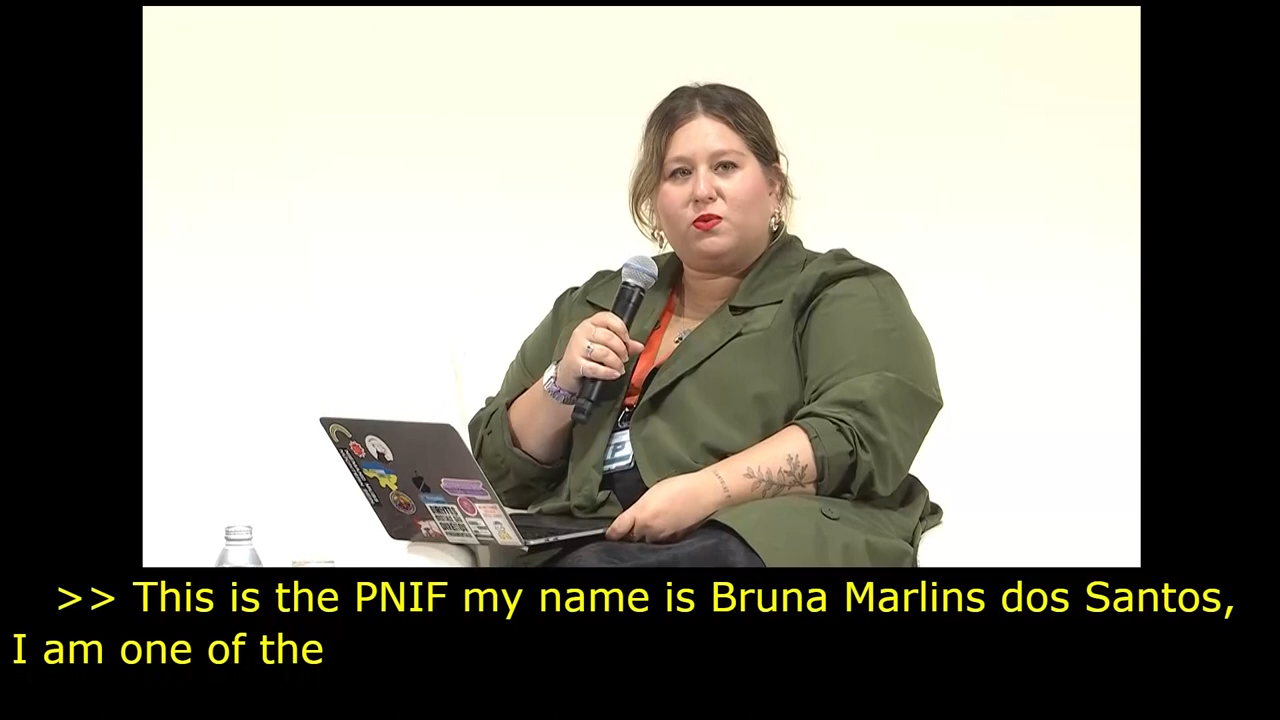 >> This is the PNIF my name is Bruna Marlins dos Santos,
I am one of the